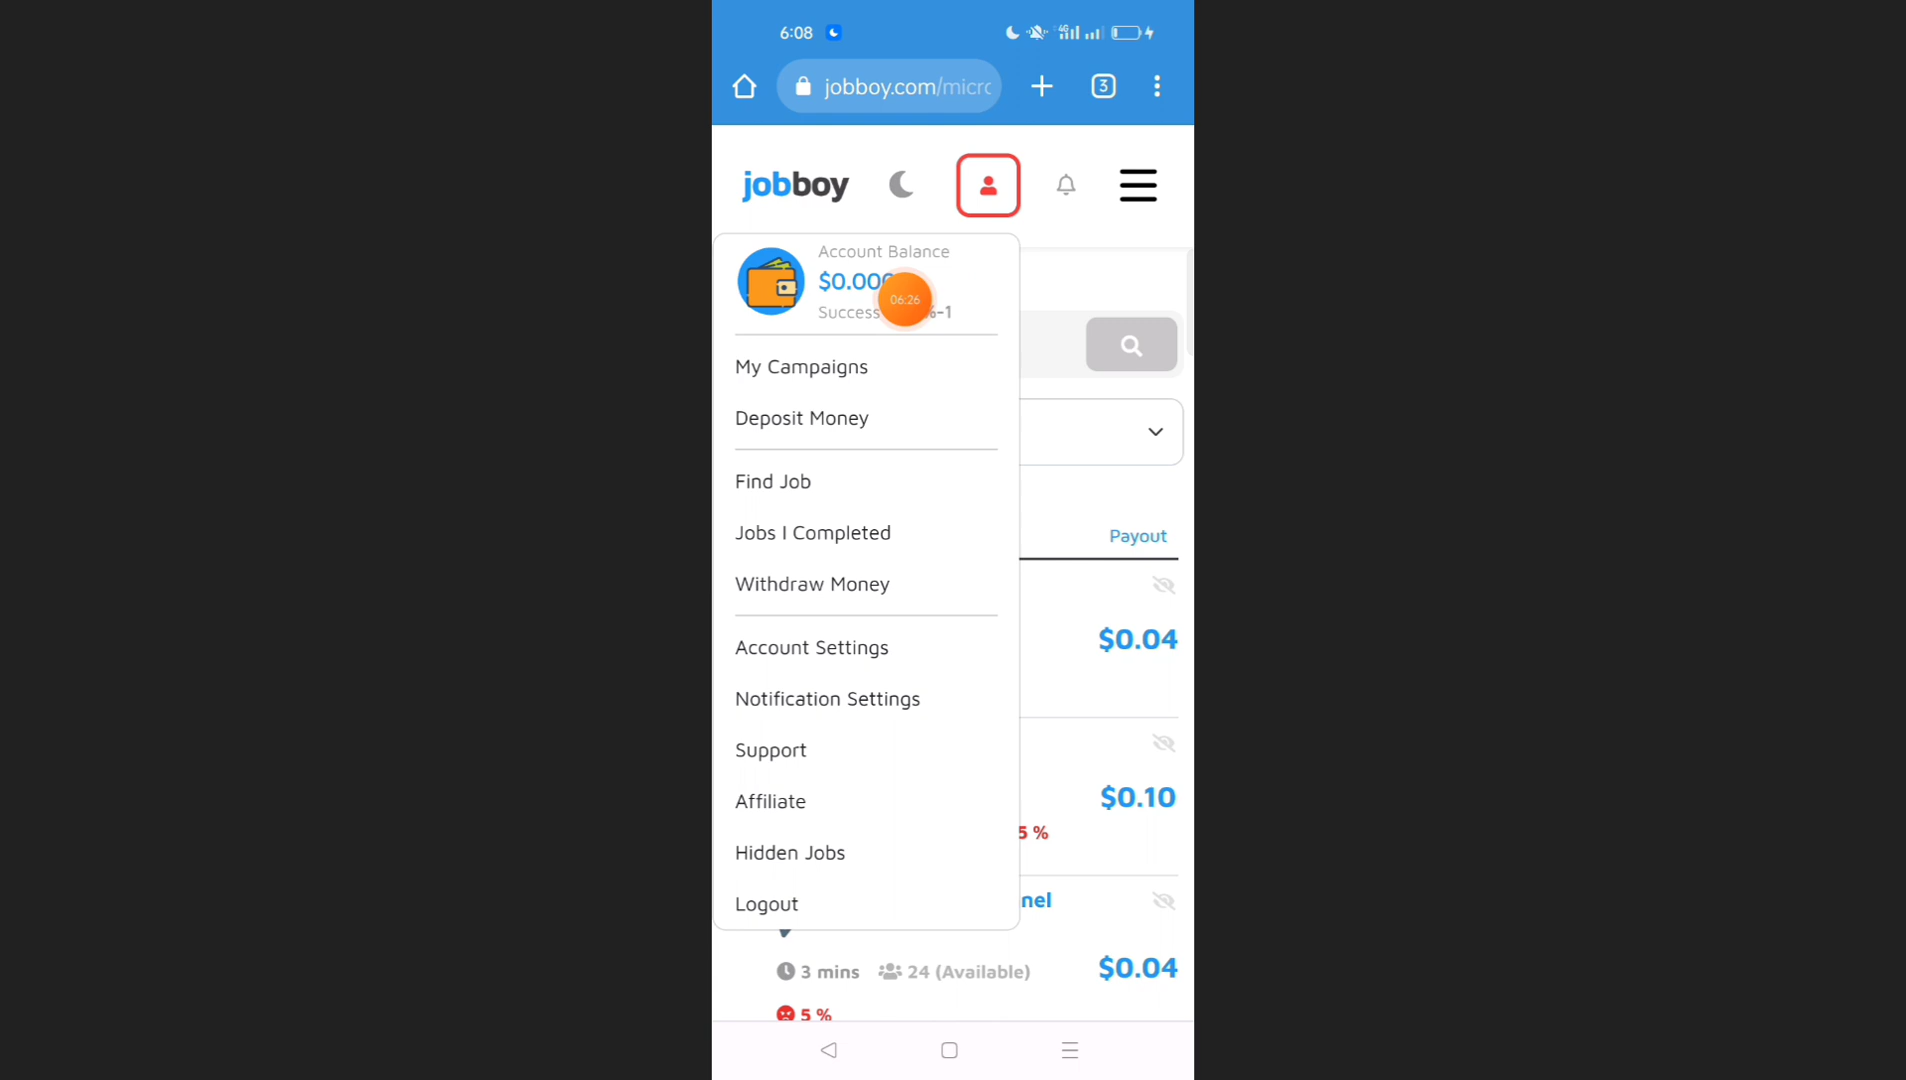 6:08 4G
jobboy.com/micro 3
jobboy
Account Balance
$0.00
06:26
Success %-1
My Campaigns
Deposit Money
Find Job
Jobs I Completed
Payout
Withdraw Money
$0.04
Account Settings
Notification Settings
Support
$0.10
Affiliate
5 %
Hidden Jobs
nel
Logout
3 mins 24 (Available) $0.04
5 %